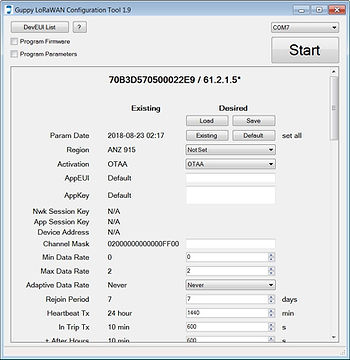 Guppy LoRaWAN Configuration Tool 1.9
DevEUI List ? COM7
Program Firmware
Program Parameters
Start
70B3D570500022E9 / 61.2.1.5*
Existing Desired
Load Save
Param Date 2018-08-23 02:17 Existing Default set all
Region ANZ 915 Not Set
Activation OTAA OTAA
AppEUI Default
AppKey Default
Nwk Session Key N/A
App Session Key N/A
Device Address N/A
Channel Mask 02000000000000FF00
Min Data Rate 0 0
Max Data Rate 2 2
Adaptive Data Rate Never Never
Rejoin Period 7 7 days
Heartbeat Tx 24 hour 1440 min
In Trip Tx 10 min 600 s
+ After Hours 10 min 600 s